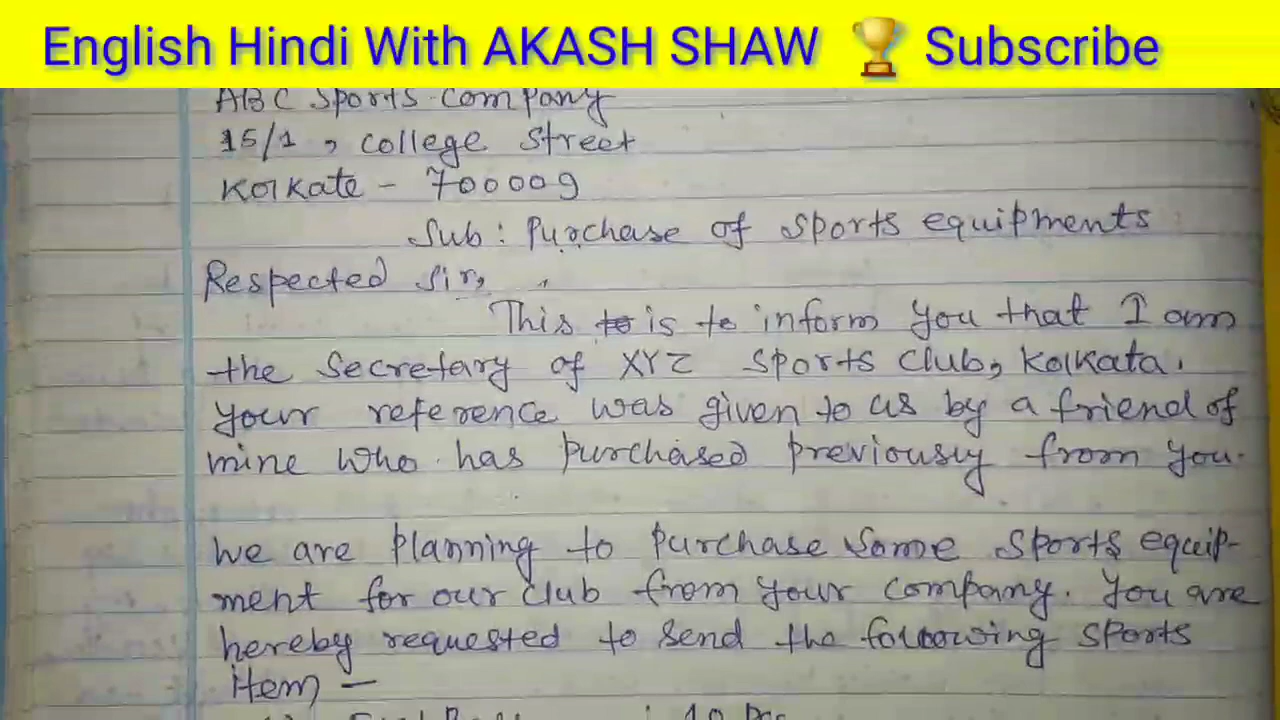 English Hindi With AKASH SHAW 🏆 Subscribe
ABC Sports Company
15/1, College Street
Kolkate - 700009
Sub: Purchase of sports equipments
Respected Sir,
This to is to inform you that I am
the Secretary of XYZ Sports Club, Kolkata.
Your reference was given to us by a friend of
mine who has purchased previously from you.
We are planning to purchase some sports equip-
ment for our club from your company. You are
hereby requested to send the following sports
item -